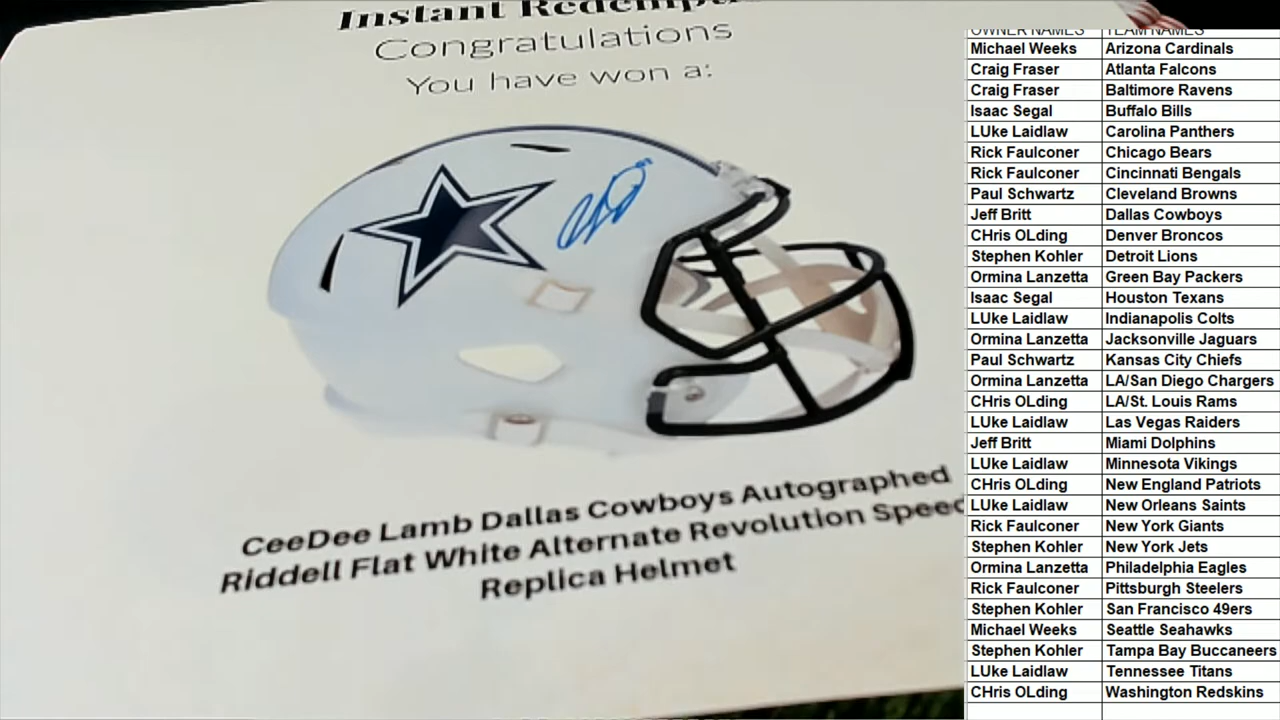 Instant Redempti
Congratulations
You have won a:
CeeDee Lamb Dallas Cowboys Autographed
Riddell Flat White Alternate Revolution Speed
Replica Helmet
OWNER NAMES TEAM NAMES
Michael Weeks Arizona Cardinals
Craig Fraser Atlanta Falcons
Craig Fraser Baltimore Ravens
Isaac Segal Buffalo Bills
LUke Laidlaw Carolina Panthers
Rick Faulconer Chicago Bears
Rick Faulconer Cincinnati Bengals
Paul Schwartz Cleveland Browns
Jeff Britt Dallas Cowboys
CHris OLding Denver Broncos
Stephen Kohler Detroit Lions
Ormina Lanzetta Green Bay Packers
Isaac Segal Houston Texans
LUke Laidlaw Indianapolis Colts
Ormina Lanzetta Jacksonville Jaguars
Paul Schwartz Kansas City Chiefs
Ormina Lanzetta LA/San Diego Chargers
CHris OLding LA/St. Louis Rams
LUke Laidlaw Las Vegas Raiders
Jeff Britt Miami Dolphins
LUke Laidlaw Minnesota Vikings
CHris OLding New England Patriots
LUke Laidlaw New Orleans Saints
Rick Faulconer New York Giants
Stephen Kohler New York Jets
Ormina Lanzetta Philadelphia Eagles
Rick Faulconer Pittsburgh Steelers
Stephen Kohler San Francisco 49ers
Michael Weeks Seattle Seahawks
Stephen Kohler Tampa Bay Buccaneers
LUke Laidlaw Tennessee Titans
CHris OLding Washington Redskins